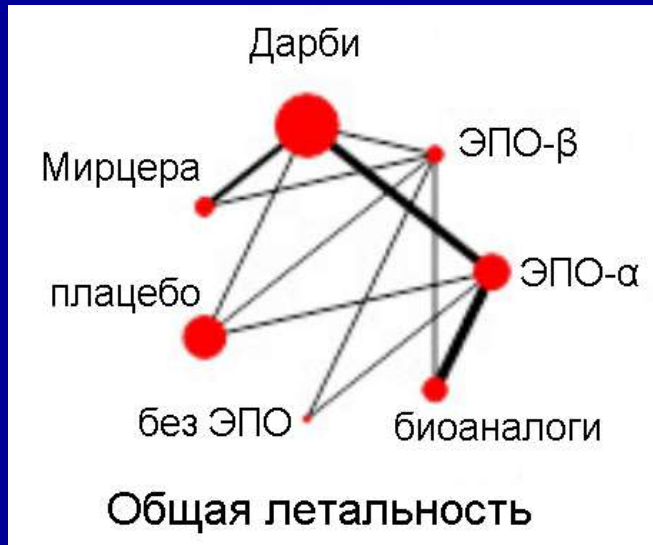 Дарби
ЭПО-β
Мирцера
ЭПО-α
плацебо
без ЭПО
биоаналоги
Общая летальность